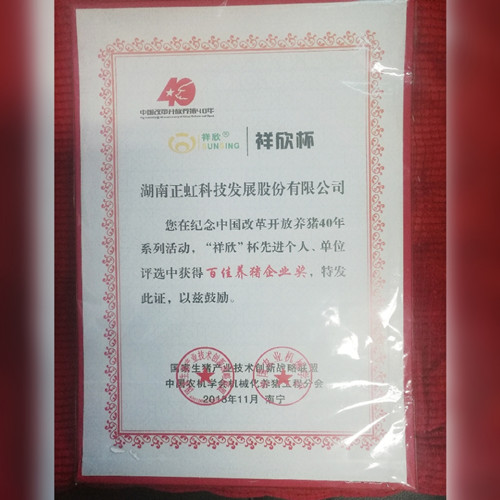 40
中国改革开放养猪40年
祥欣®
SUNSING
祥欣杯
湖南正虹科技发展股份有限公司
您在纪念中国改革开放养猪40年
系列活动，“祥欣”杯先进个人、单位
评选中获得百佳养猪企业奖，特发
此证，以兹鼓励。
国家生猪产业技术创新战略联盟
中国农机学会机械化养猪工程分会
2018年11月 南宁